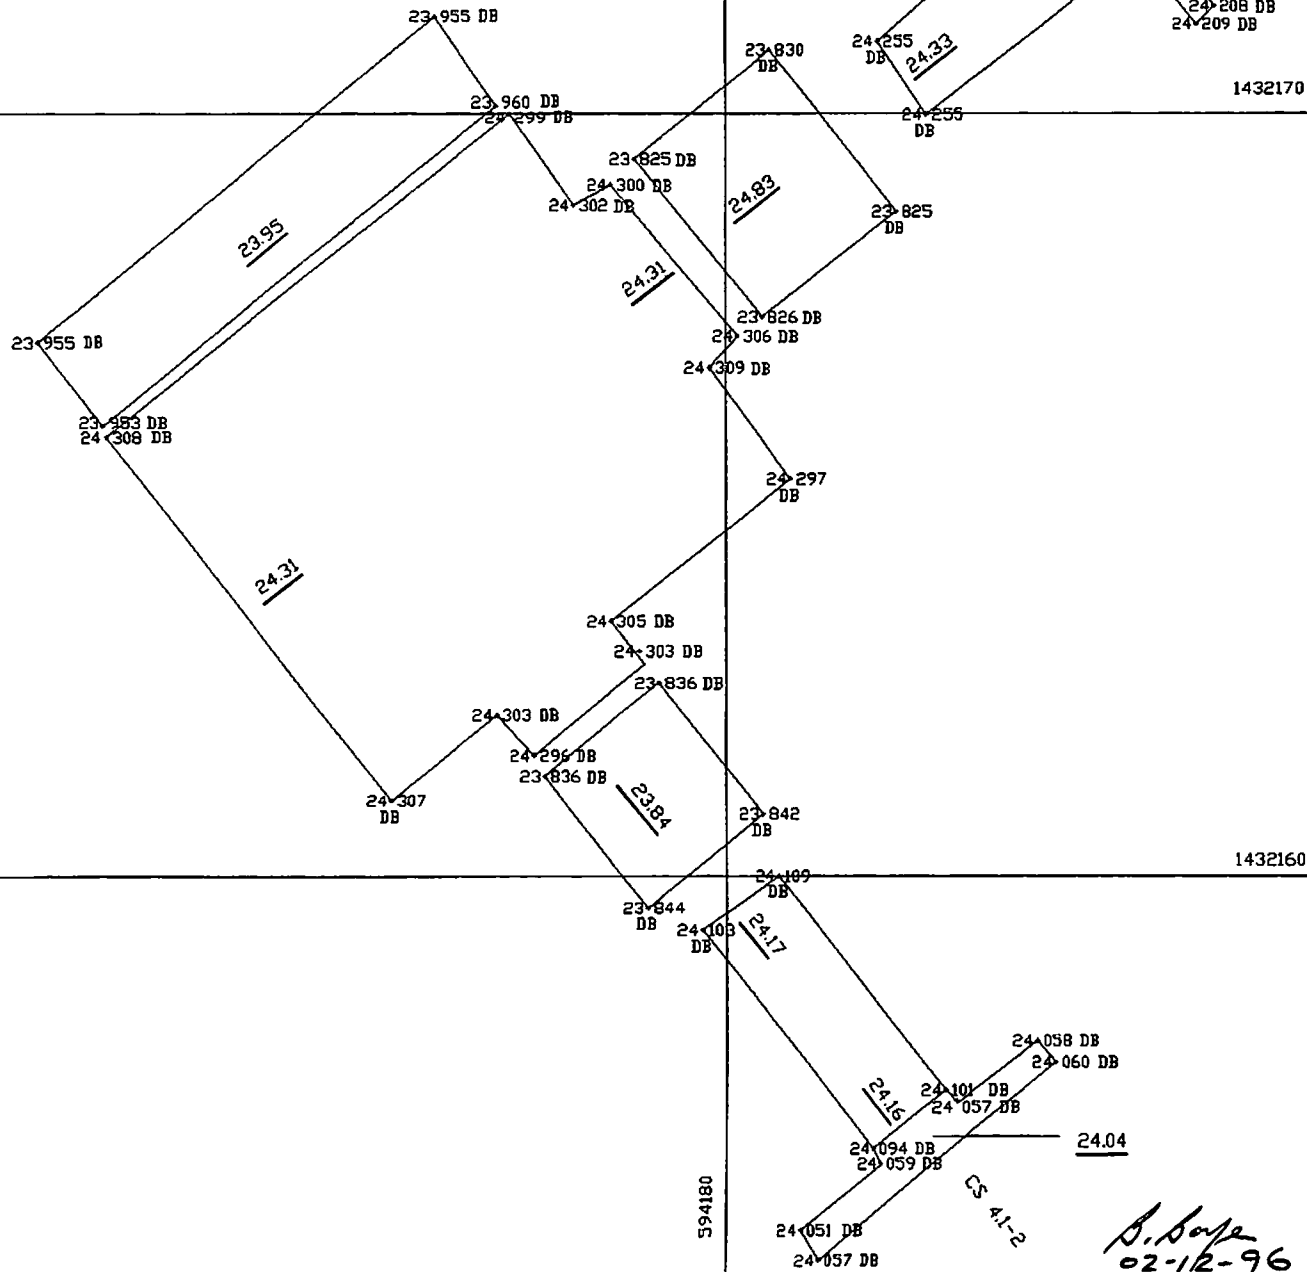 23 955 DB
24 208 DB
24 209 DB
24 255
DB
24.33
23 830
DB
1432170
23 960 DB
24 299 DB
24 255
DB
23 825 DB
24 300 DB
24 302 DB
24.83
23 825
DB
23.95
24.31
23 826 DB
24 306 DB
23 955 DB
24 309 DB
23 953 DB
24 308 DB
24 297
DB
24.31
24 305 DB
24 303 DB
23 836 DB
24 303 DB
24 296 DB
23 836 DB
24 307
DB
23.84
23 842
DB
1432160
24 109
DB
23 844
DB
24 103
DB
24.17
24 058 DB
24 060 DB
24.16
24 101 DB
24 057 DB
24.04
24 094 DB
24 059 DB
594180
CS 4.1-2
24 051 DB
24 057 DB
02-12-96